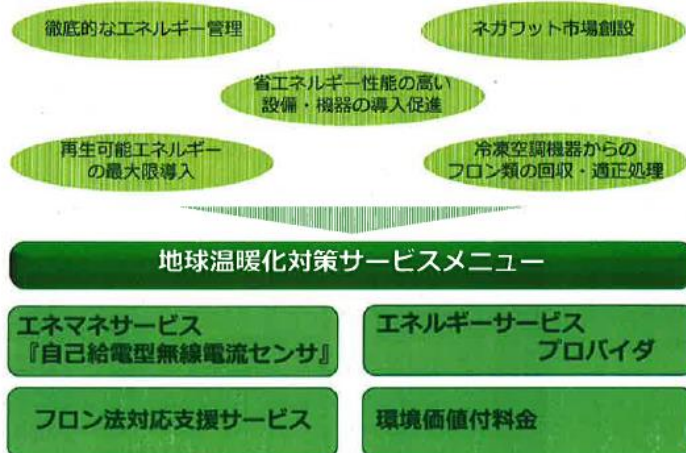 徹底的なエネルギー管理
ネガワット市場創設
省エネルギー性能の高い
設備・機器の導入促進
再生可能エネルギー
の最大限導入
冷凍空調機器からの
フロン類の回収・適正処理
地球温暖化対策サービスメニュー
エネマネサービス
『自己給電型無線電流センサ』
エネルギーサービス
プロバイダ
フロン法対応支援サービス
環境価値付料金